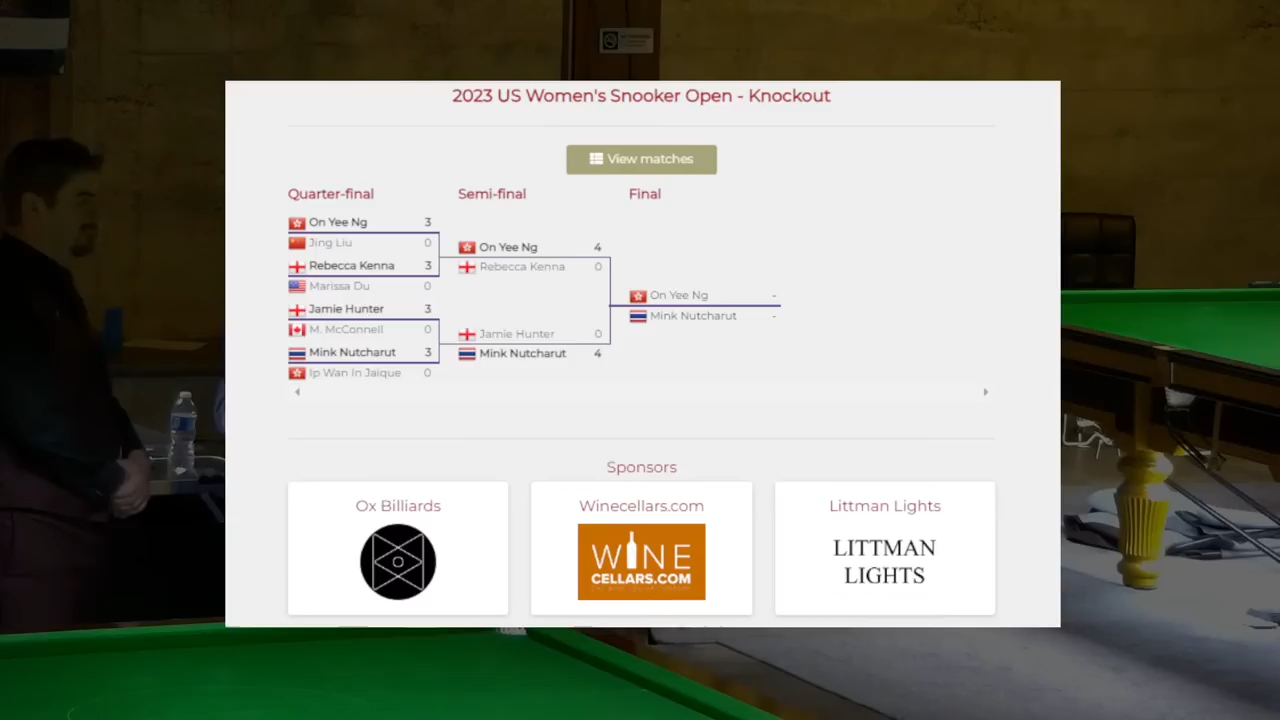 2023 US Women's Snooker Open - Knockout
View matches
Quarter-final
Semi-final
Final
On Yee Ng 3
Jing Liu 0
Rebecca Kenna 3
Marissa Du 0
Jamie Hunter 3
M. McConnell 0
Mink Nutcharut 3
Ip Wan In Jaique 0
On Yee Ng 4
Rebecca Kenna 0
Jamie Hunter 0
Mink Nutcharut 4
On Yee Ng -
Mink Nutcharut -
Sponsors
Ox Billiards
Winecellars.com
WINE
CELLARS.COM
Littman Lights
LITTMAN
LIGHTS